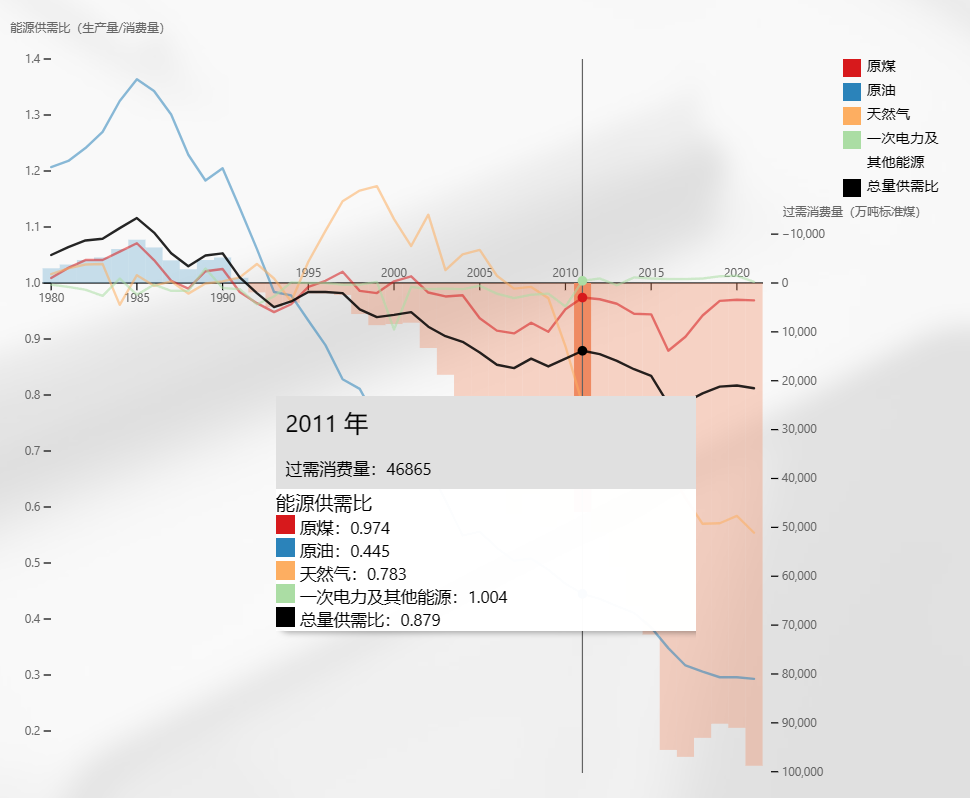 能源供需比（生产量/消费量）
1.4
1.3
1.2
1.1
1.0
0.9
0.8
0.7
0.6
0.5
0.4
0.3
0.2
1980
1985
1990
1995
2000
2005
2010
2015
2020
原煤
原油
天然气
一次电力及
其他能源
总量供需比
过需消费量（万吨标准煤）
−10,000
0
10,000
20,000
30,000
40,000
50,000
60,000
70,000
80,000
90,000
100,000
2011 年
过需消费量：46865
能源供需比
原煤：0.974
原油：0.445
天然气：0.783
一次电力及其他能源：1.004
总量供需比：0.879